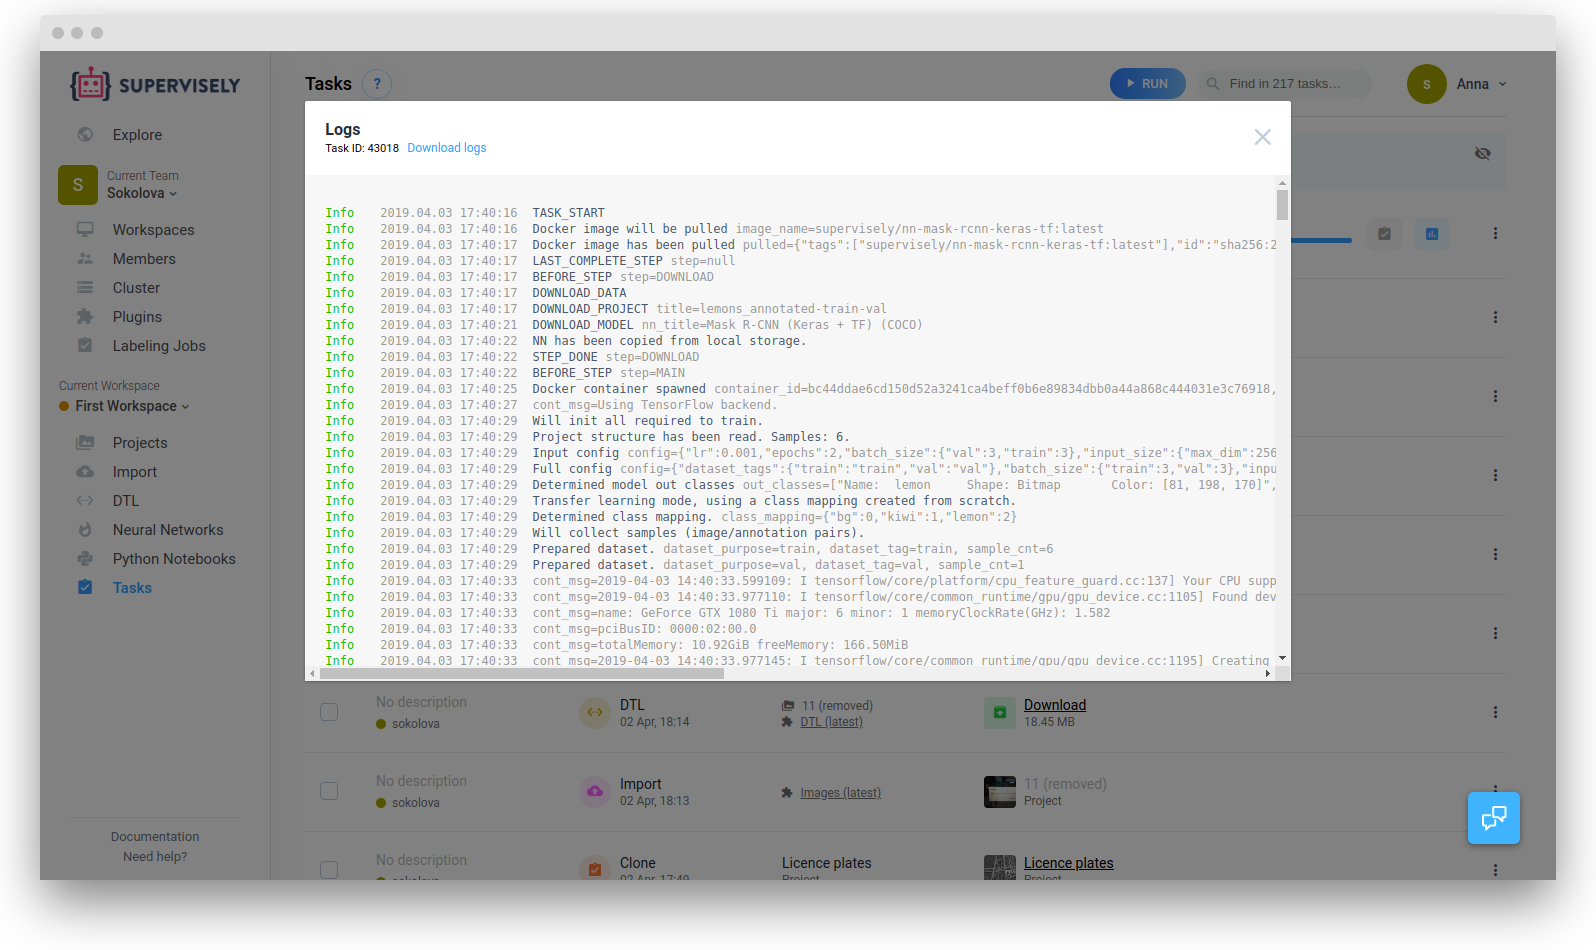 SUPERVISELY
Explore
S
Current Team
Sokolova
Workspaces
Members
Cluster
Plugins
Labeling Jobs
Current Workspace
First Workspace
Projects
Import
DTL
Neural Networks
Python Notebooks
Tasks
Documentation
Need help?
Tasks ?
RUN
Find in 217 tasks...
S Anna
Logs
Task ID: 43018 Download logs
Info 2019.04.03 17:40:16 TASK_START
Info 2019.04.03 17:40:16 Docker image will be pulled image_name=supervisely/nn-mask-rcnn-keras-tf:latest
Info 2019.04.03 17:40:17 Docker image has been pulled pulled={"tags":["supervisely/nn-mask-rcnn-keras-tf:latest"],"id":"sha256:2
Info 2019.04.03 17:40:17 LAST_COMPLETE_STEP step=null
Info 2019.04.03 17:40:17 BEFORE_STEP step=DOWNLOAD
Info 2019.04.03 17:40:17 DOWNLOAD_DATA
Info 2019.04.03 17:40:17 DOWNLOAD_PROJECT title=lemons_annotated-train-val
Info 2019.04.03 17:40:21 DOWNLOAD_MODEL nn_title=Mask R-CNN (Keras + TF) (COCO)
Info 2019.04.03 17:40:22 NN has been copied from local storage.
Info 2019.04.03 17:40:22 STEP_DONE step=DOWNLOAD
Info 2019.04.03 17:40:22 BEFORE_STEP step=MAIN
Info 2019.04.03 17:40:25 Docker container spawned container_id=bc44ddae6cd150d52a3241ca4beff0b6e89834dbb0a44a868c444031e3c76918,
Info 2019.04.03 17:40:27 cont_msg=Using TensorFlow backend.
Info 2019.04.03 17:40:29 Will init all required to train.
Info 2019.04.03 17:40:29 Project structure has been read. Samples: 6.
Info 2019.04.03 17:40:29 Input config config={"lr":0.001,"epochs":2,"batch_size":{"val":3,"train":3},"input_size":{"max_dim":256
Info 2019.04.03 17:40:29 Full config config={"dataset_tags":{"train":"train","val":"val"},"batch_size":{"train":3,"val":3},"inpu
Info 2019.04.03 17:40:29 Determined model out classes out_classes=["Name:  lemon     Shape: Bitmap       Color: [81, 198, 170]",
Info 2019.04.03 17:40:29 Transfer learning mode, using a class mapping created from scratch.
Info 2019.04.03 17:40:29 Determined class mapping. class_mapping={"bg":0,"kiwi":1,"lemon":2}
Info 2019.04.03 17:40:29 Will collect samples (image/annotation pairs).
Info 2019.04.03 17:40:29 Prepared dataset. dataset_purpose=train, dataset_tag=train, sample_cnt=6
Info 2019.04.03 17:40:29 Prepared dataset. dataset_purpose=val, dataset_tag=val, sample_cnt=1
Info 2019.04.03 17:40:33 cont_msg=2019-04-03 14:40:33.599109: I tensorflow/core/platform/cpu_feature_guard.cc:137] Your CPU supp
Info 2019.04.03 17:40:33 cont_msg=2019-04-03 14:40:33.977110: I tensorflow/core/common_runtime/gpu/gpu_device.cc:1105] Found dev
Info 2019.04.03 17:40:33 cont_msg=name: GeForce GTX 1080 Ti major: 6 minor: 1 memoryClockRate(GHz): 1.582
Info 2019.04.03 17:40:33 cont_msg=pciBusID: 0000:02:00.0
Info 2019.04.03 17:40:33 cont_msg=totalMemory: 10.92GiB freeMemory: 166.50MiB
Info 2019.04.03 17:40:33 cont_msg=2019-04-03 14:40:33.977145: I tensorflow/core/common_runtime/gpu/gpu_device.cc:1195] Creating
No description
sokolova
DTL
02 Apr, 18:14
11 (removed)
DTL (latest)
Download
18.45 MB
No description
sokolova
Import
02 Apr, 18:13
Images (latest)
11 (removed)
Project
No description
sokolova
Clone
02 Apr, 17:49
Licence plates
Project
Licence plates
Project